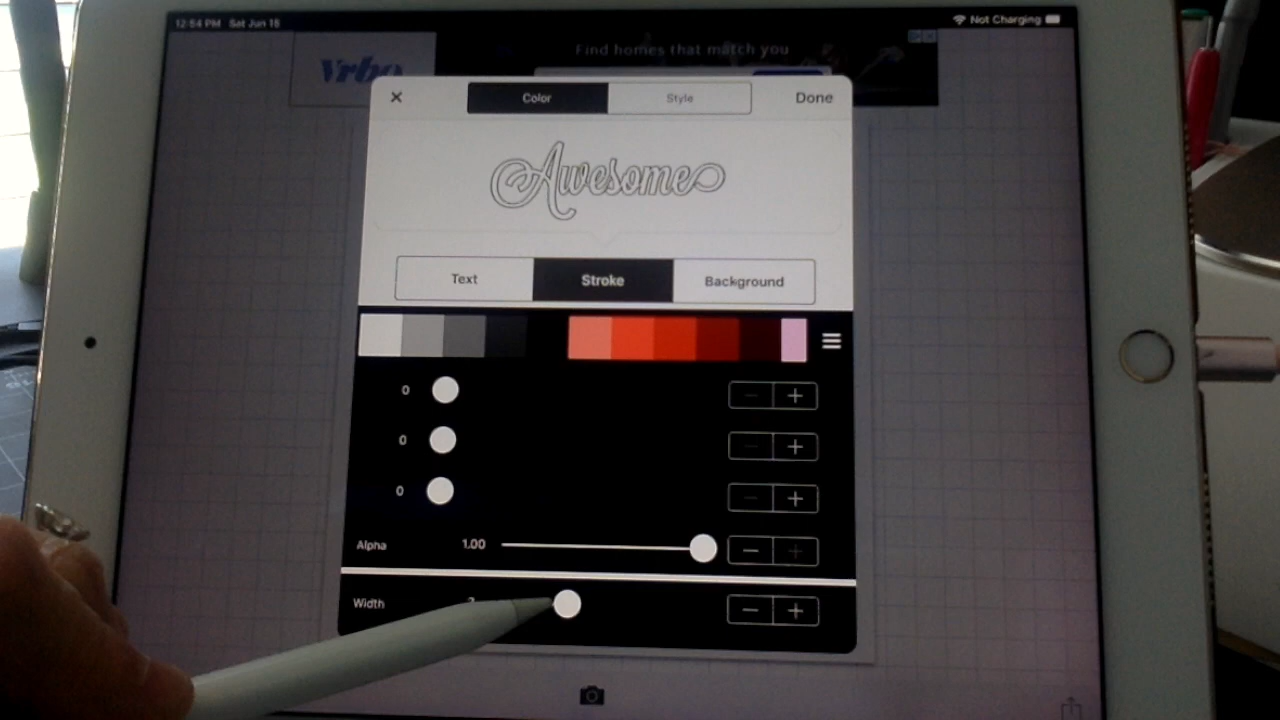 12:54 PM Sat Jun 15
Not Charging
Vrbo
Find homes that match you
Color
Style
Done
Awesome
Text
Stroke
Background
0
0
0
Alpha
1.00
Width